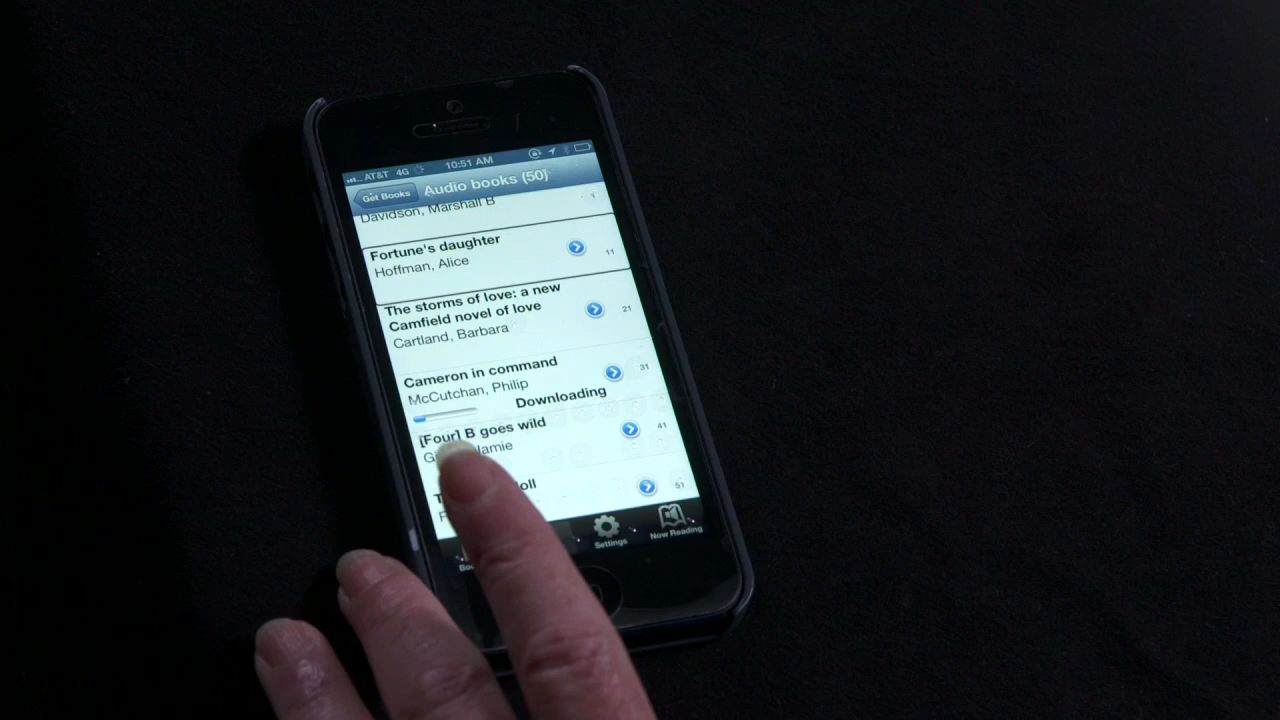 AT&T 4G 10:51 AM
Get Books Audio books (50)
Davidson, Marshall B
1
Fortune's daughter
Hoffman, Alice
11
The storms of love: a new
Camfield novel of love
Cartland, Barbara
21
Cameron in command
McCutchan, Philip
31
Downloading
[Four] B goes wild
41
51
Settings
Now Reading